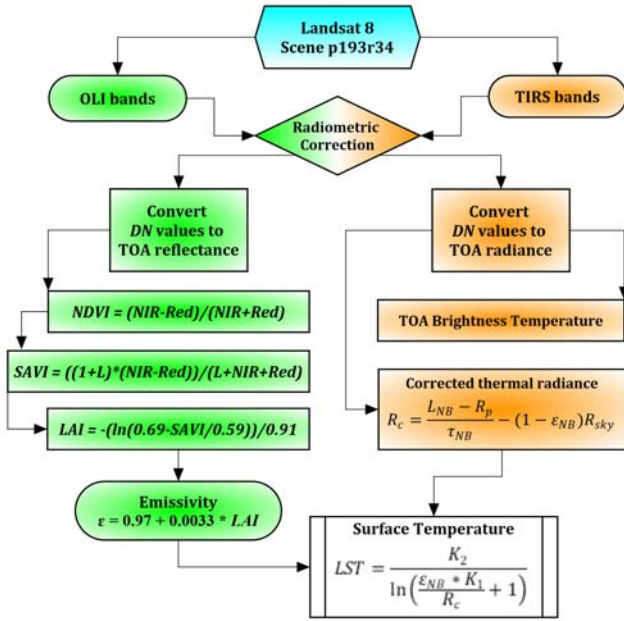 Landsat 8
Scene p193r34
OLI bands
TIRS bands
Radiometric
Correction
Convert
DN values to
TOA reflectance
Convert
DN values to
TOA radiance
NDVI = (NIR-Red)/(NIR+Red)
TOA Brightness Temperature
SAVI = ((1+L)*(NIR-Red))/(L+NIR+Red)
Corrected thermal radiance
R_c = (L_NB − R_p)/τ_NB − (1 − ε_NB)R_sky
LAI = -(ln(0.69-SAVI/0.59))/0.91
Emissivity
ε = 0.97 + 0.0033 * LAI
Surface Temperature
LST = K_2 / ln(ε_NB * K_1 / R_c + 1)